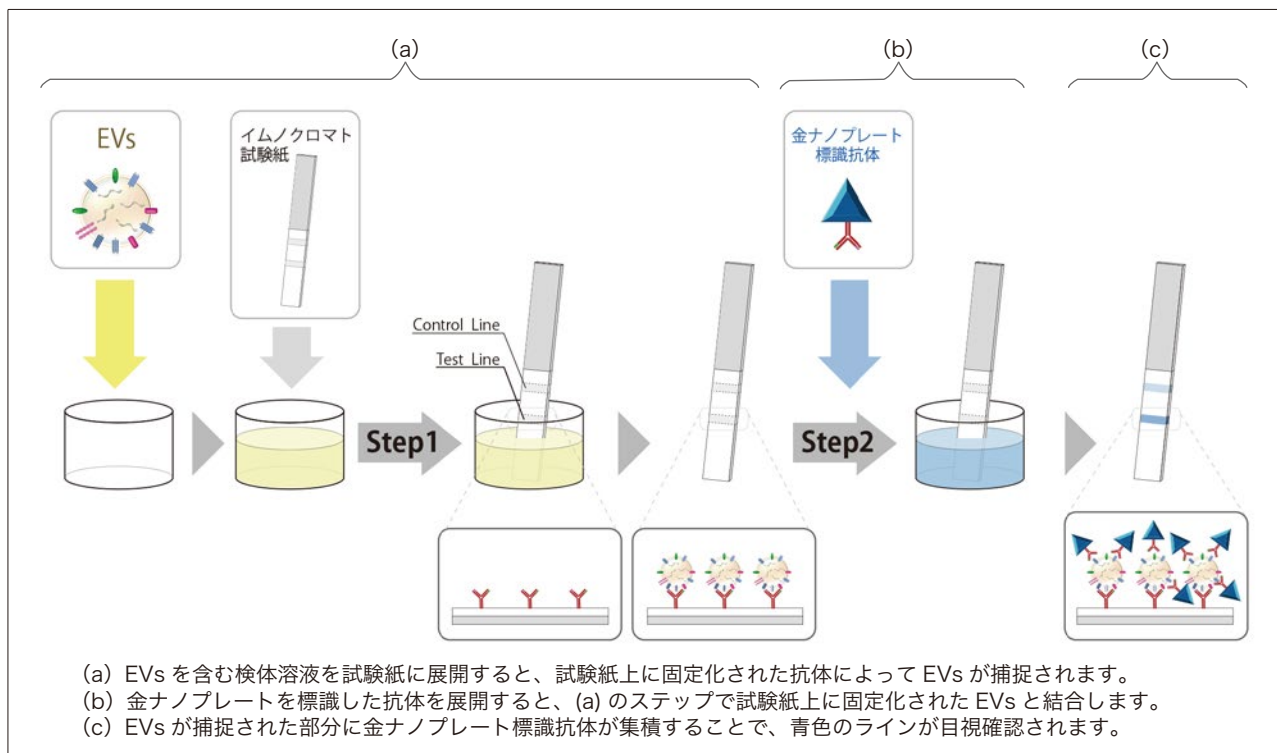 (a)
(b)
(c)
EVs
イムノクロマト
試験紙
金ナノプレート
標識抗体
Control Line
Test Line
Step1
Step2
(a) EVs を含む検体溶液を試験紙に展開すると、試験紙上に固定化された抗体によって EVs が捕捉されます。
(b) 金ナノプレートを標識した抗体を展開すると、(a) のステップで試験紙上に固定化された EVs と結合します。
(c) EVs が捕捉された部分に金ナノプレート標識抗体が集積することで、青色のラインが目視確認されます。